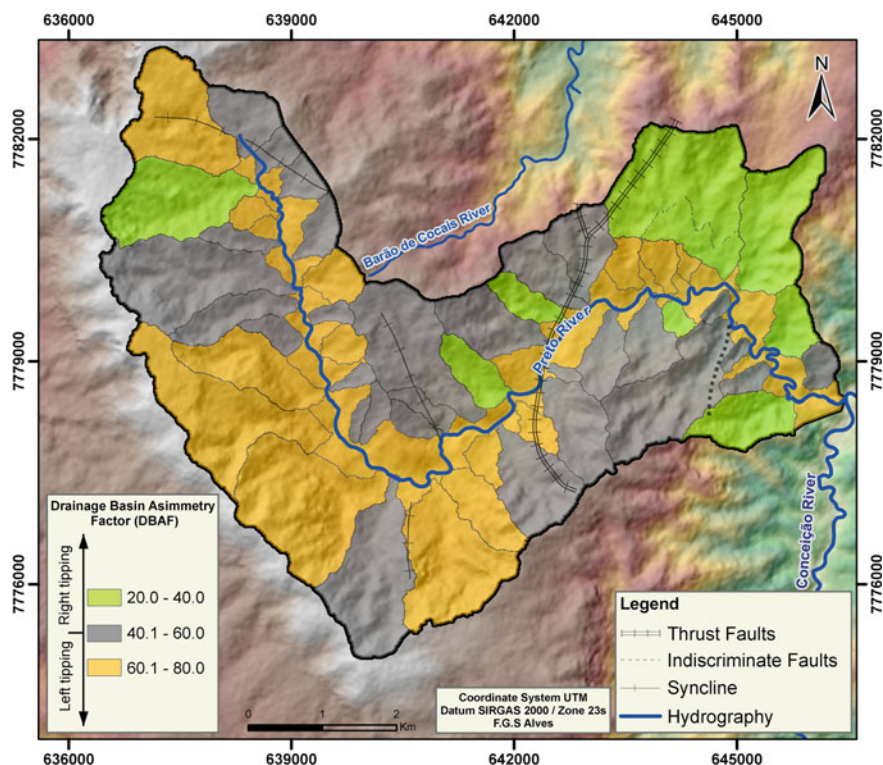 636000
639000
642000
645000
N
7782000
7782000
Barão de Cocais River
Preto River
7779000
7779000
Conceição River
Drainage Basin Asimmetry
Factor (DBAF)
Right tipping
Left tipping
20.0 - 40.0
40.1 - 60.0
60.1 - 80.0
7776000
7776000
Legend
Thrust Faults
Indiscriminate Faults
Syncline
Hydrography
0 1 2
Km
Coordinate System UTM
Datum SIRGAS 2000 / Zone 23s
F.G.S Alves
636000
639000
642000
645000